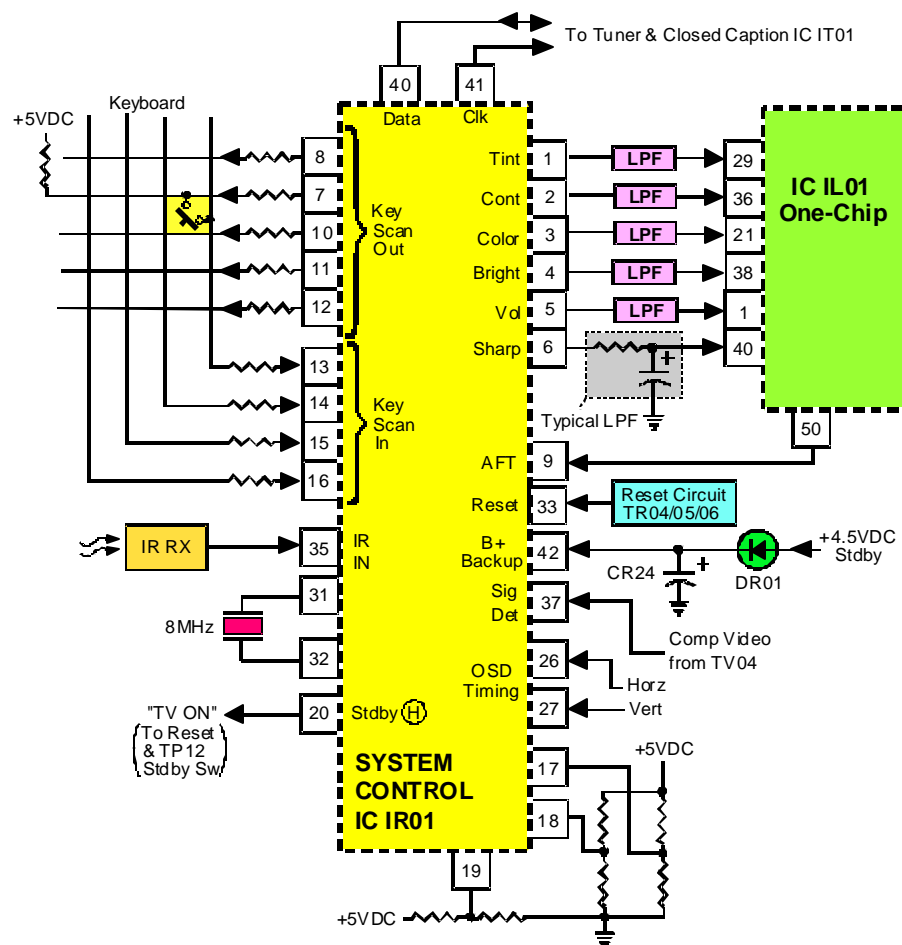 To Tuner & Closed Caption IC IT01
40
41
Keyboard
+5VDC
Data
Clk
8
7
10
11
12
Key
Scan
Out
13
14
15
16
Key
Scan
In
Tint
1
LPF
29
Cont
2
LPF
36
Color
3
LPF
21
Bright
4
LPF
38
Vol
5
LPF
1
Sharp
6
+
40
Typical LPF
IC IL01
One-Chip
50
AFT
9
Reset
33
Reset Circuit
TR04/05/06
IR RX
35
IR
IN
B+
Backup
42
CR24
+
DR01
+4.5VDC
Stdby
31
8MHz
32
Sig
Det
37
Comp Video
from TV04
OSD
Timing
26
Horz
27
Vert
"TV ON"
To Reset
& TP12
Stdby Sw
20
Stdby H
SYSTEM
CONTROL
IC IR01
17
18
+5VDC
19
+5VDC